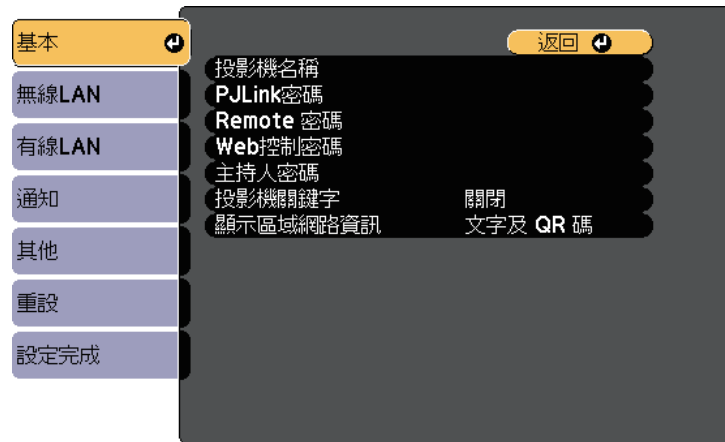 基本
無線LAN
有線LAN
通知
其他
重設
設定完成
返回
投影機名稱
PJLink密碼
Remote 密碼
Web控制密碼
主持人密碼
投影機關鍵字 關閉
顯示區域網路資訊 文字及 QR 碼